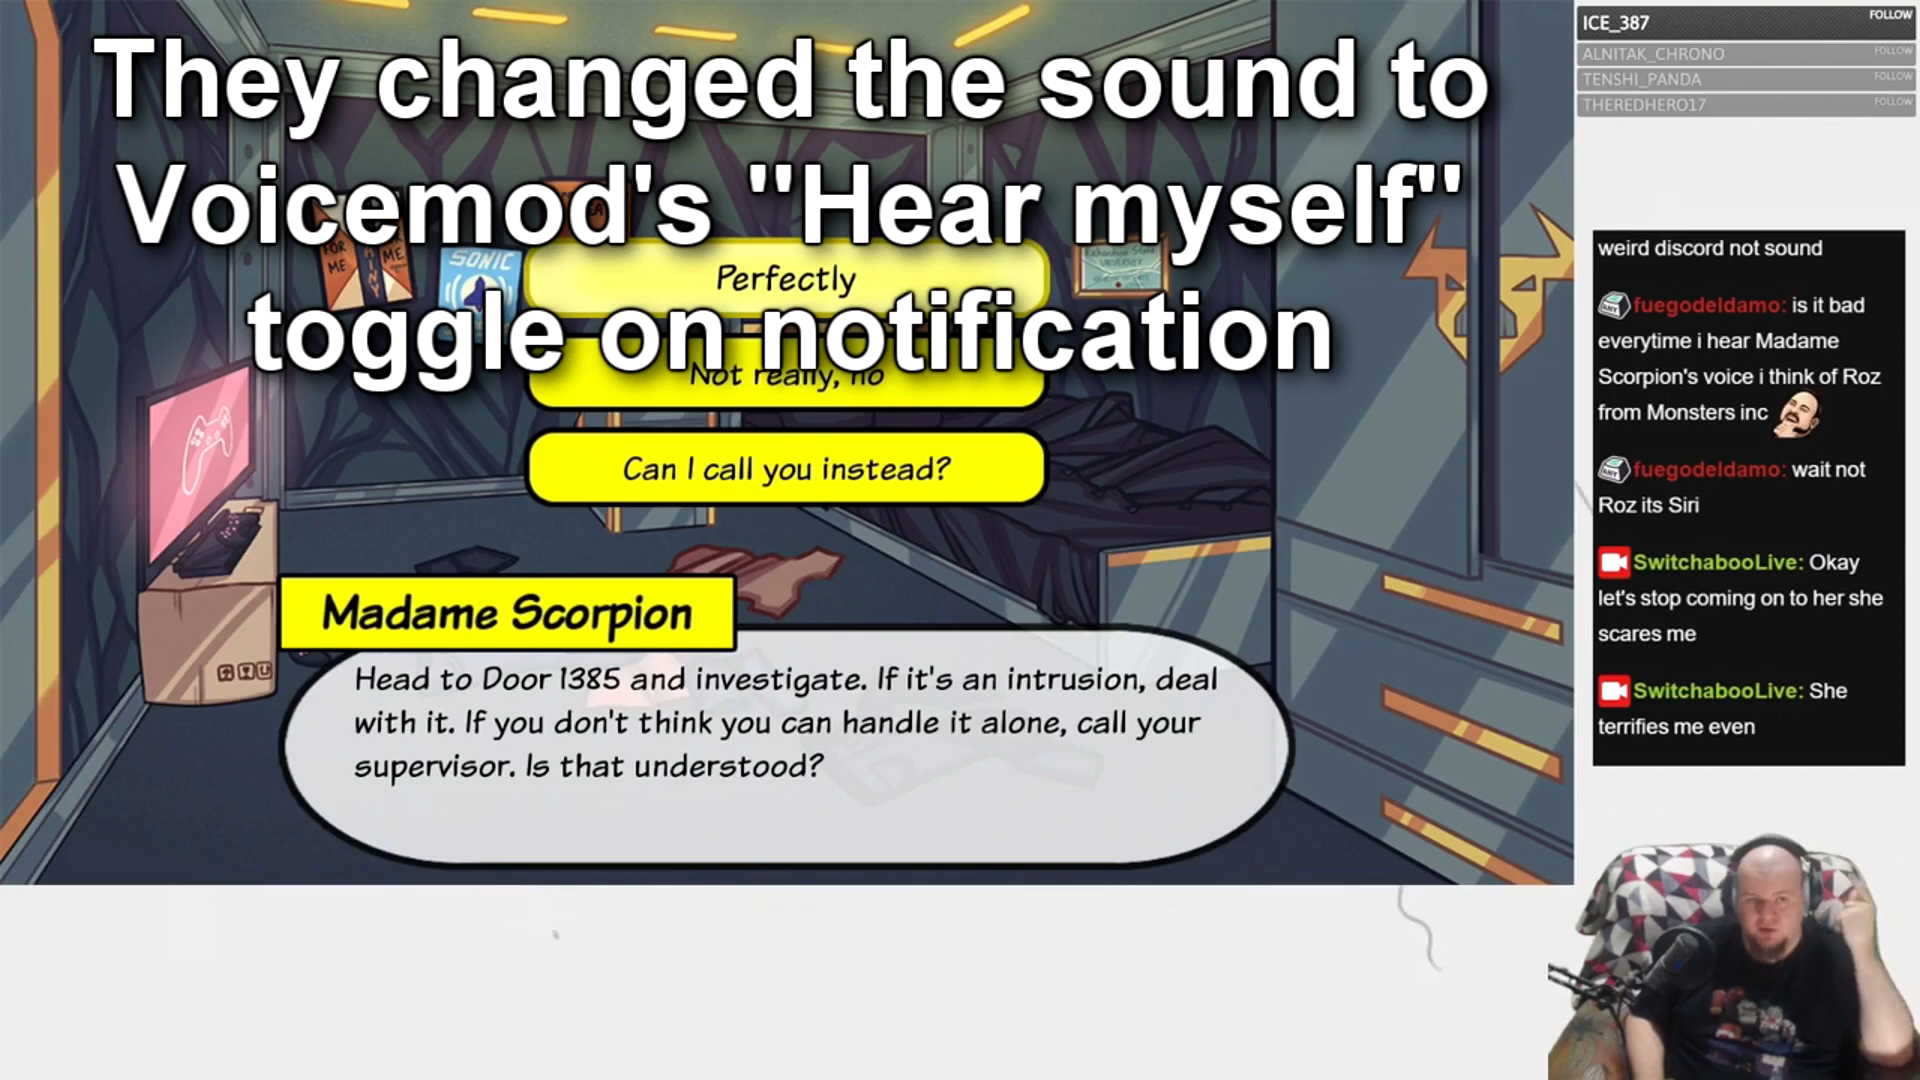 They changed the sound to
Voicemod's "Hear myself"
toggle on notification
FOR
ME
ME
SONIC
Perfectly
Not really, no
Can I call you instead?
Madame Scorpion
Head to Door 1385 and investigate. If it's an intrusion, deal
with it. If you don't think you can handle it alone, call your
supervisor. Is that understood?
ICE_387 FOLLOW
ALNITAK_CHRONO FOLLOW
TENSHI_PANDA FOLLOW
THEREDHERO17 FOLLOW
weird discord not sound
fuegodeldamo: is it bad
everytime i hear Madame
Scorpion's voice i think of Roz
from Monsters inc
fuegodeldamo: wait not
Roz its Siri
SwitchabooLive: Okay
let's stop coming on to her she
scares me
SwitchabooLive: She
terrifies me even